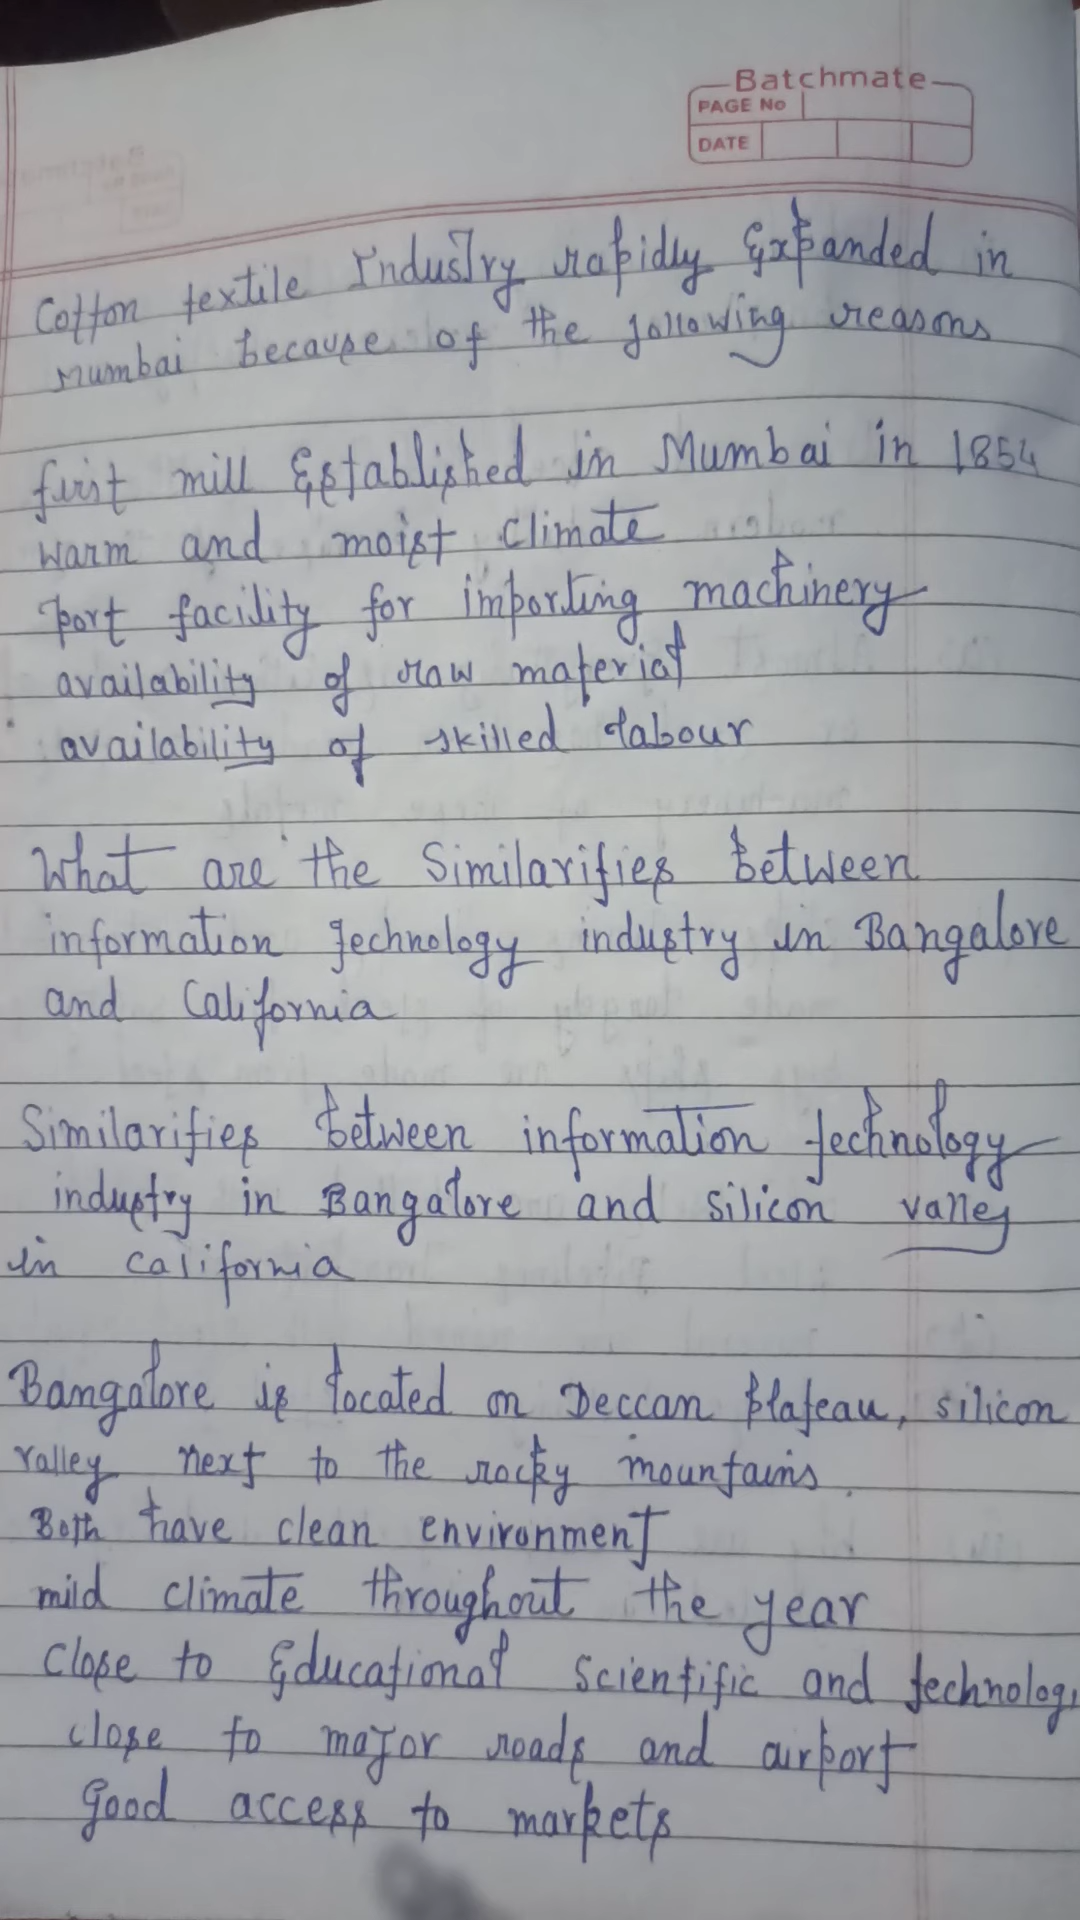 Batchmate
PAGE No
DATE
Cotton textile Industry rapidly Expanded in
Mumbai because of the following reasons
first mill Established in Mumbai in 1854
warm and moist climate
port facility for importing machinery
availability of raw material
availability of skilled labour
What are the Similarities between
information technology industry in Bangalore
and California
Similarities between information technology
industry in Bangalore and silicon valley
in california
Bangalore is located on Deccan plateau, silicon
valley next to the rocky mountains.
Both have clean environment
mild climate throughout the year
close to Educational Scientific and technologi
close to major roads and airport
good access to markets